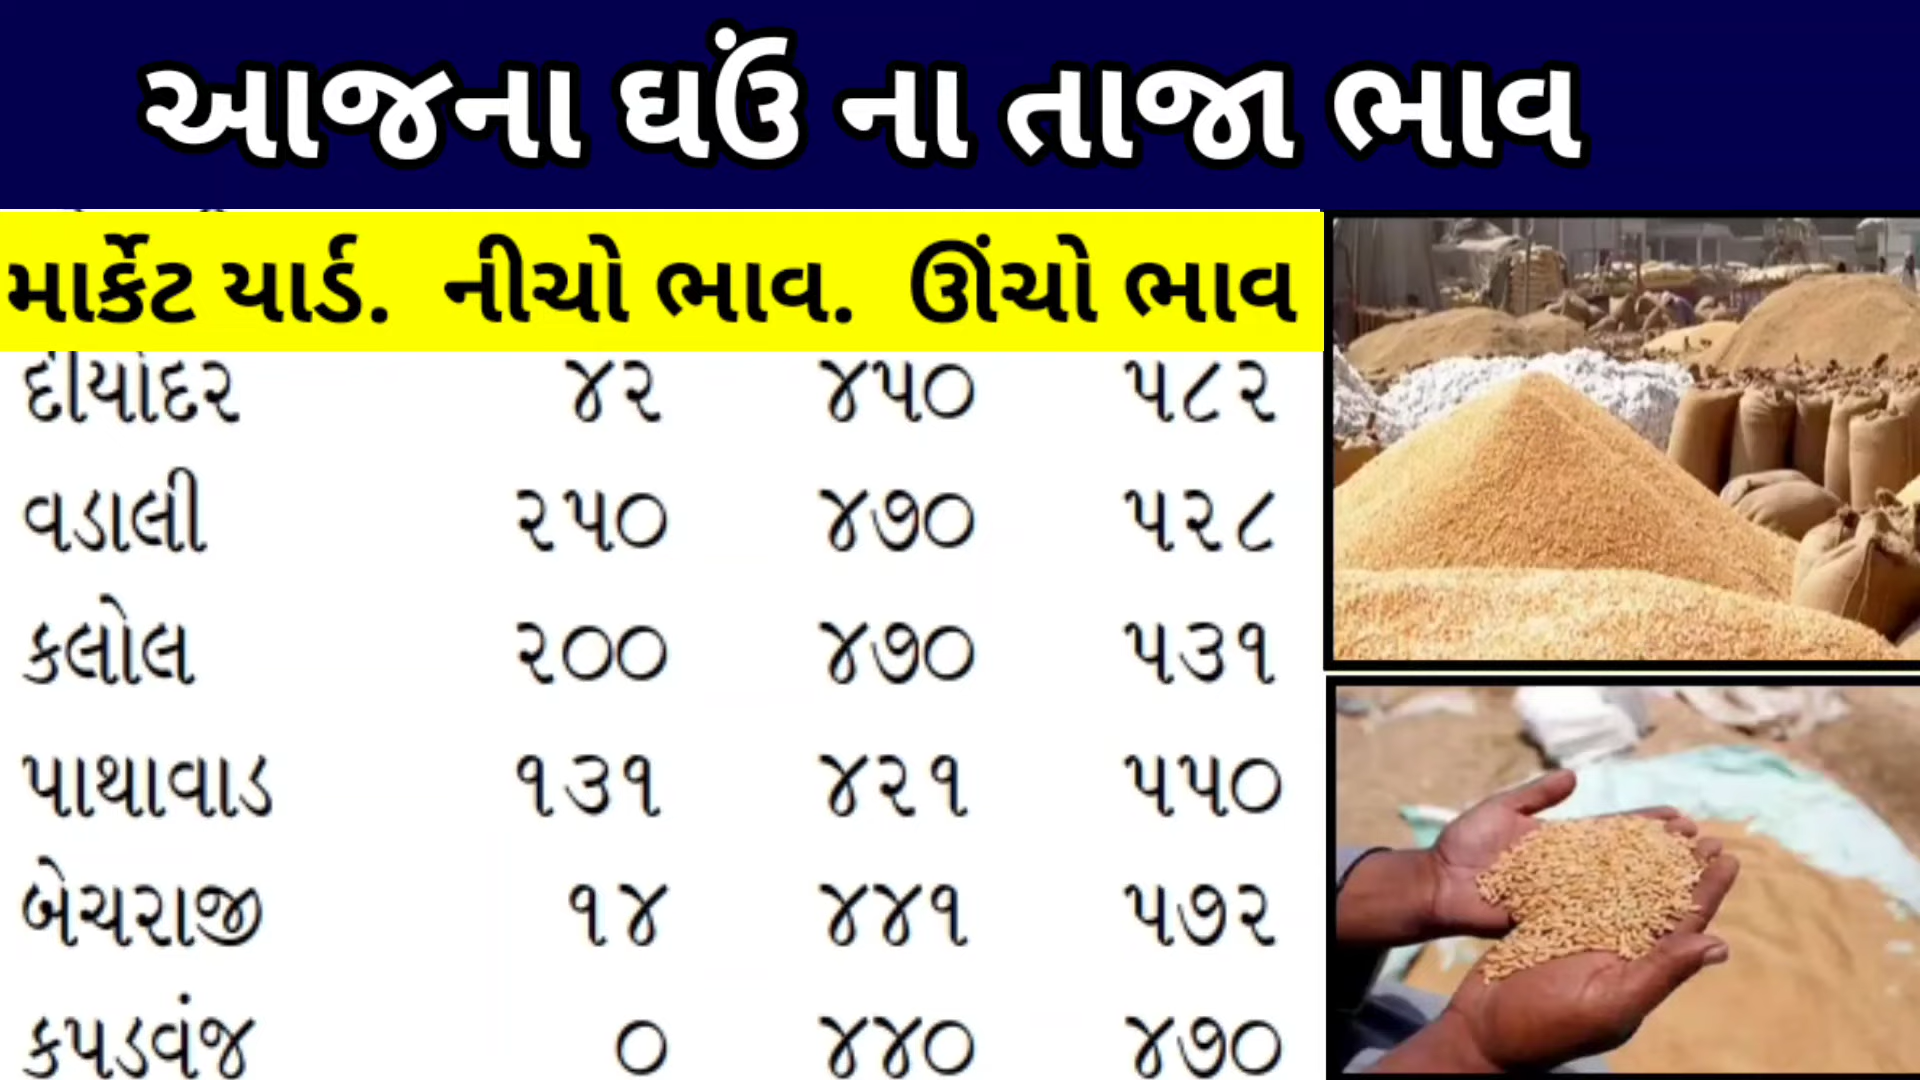 આજના ઘઉં ના તાજા ભાવ
માર્કેટ યાર્ડ. નીચો ભાવ. ઊંચો ભાવ
દીયોદર ૪૨ ૪૫૦ ૫૮૨
વડાલી ૨૫૦ ૪૭૦ ૫૨૮
કલોલ ૨૦૦ ૪૭૦ ૫૩૧
પાથાવાડ ૧૩૧ ૪૨૧ ૫૫૦
બેચરાજી ૧૪ ૪૪૧ ૫૭૨
કપડવંજ ૦ ૪૪૦ ૪૭૦